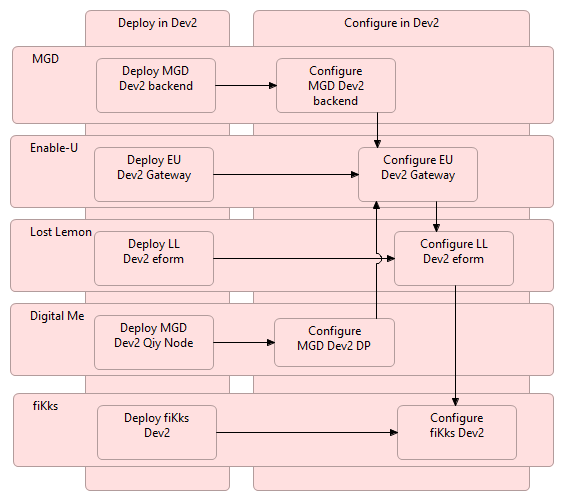 Deploy in Dev2
Configure in Dev2
MGD
Deploy MGD
Dev2 backend
Configure
MGD Dev2
backend
Enable-U
Deploy EU
Dev2 Gateway
Configure EU
Dev2 Gateway
Lost Lemon
Deploy LL
Dev2 eform
Configure LL
Dev2 eform
Digital Me
Deploy MGD
Dev2 Qiy Node
Configure
MGD Dev2 DP
fiKks
Deploy fiKks
Dev2
Configure
fiKks Dev2